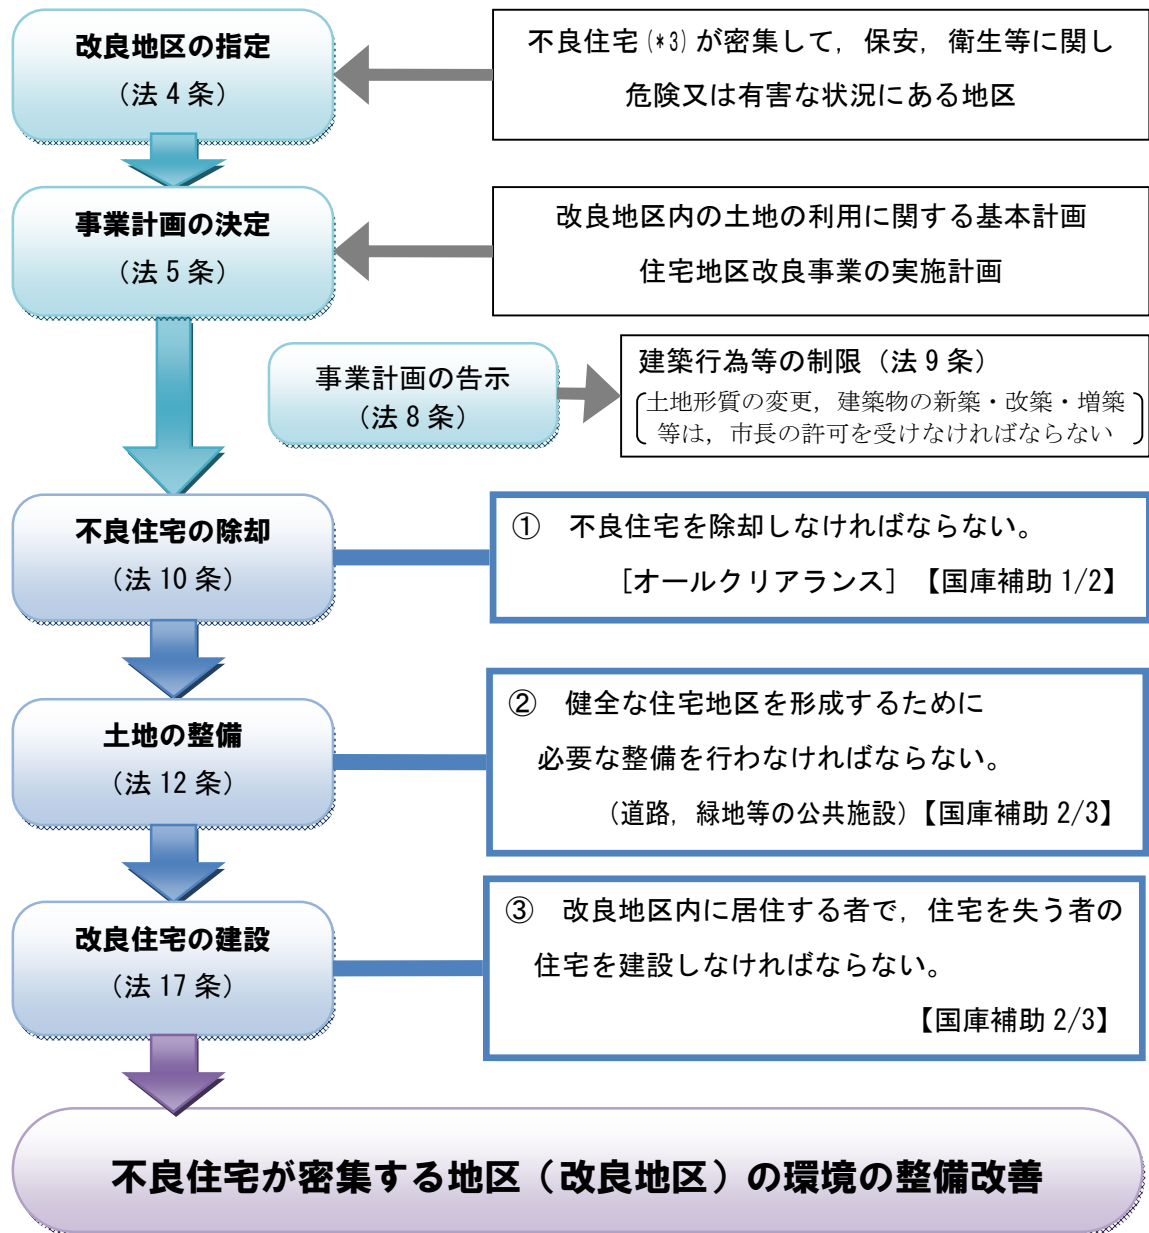 改良地区の指定
（法 4 条）
不良住宅(*3)が密集して，保安，衛生等に関し
危険又は有害な状況にある地区
事業計画の決定
（法 5 条）
改良地区内の土地の利用に関する基本計画
住宅地区改良事業の実施計画
事業計画の告示
（法 8 条）
建築行為等の制限（法 9 条）
土地形質の変更，建築物の新築・改築・増築
等は，市長の許可を受けなければならない
不良住宅の除却
（法 10 条）
①　不良住宅を除却しなければならない。
［オールクリアランス］【国庫補助 1/2】
土地の整備
（法 12 条）
②　健全な住宅地区を形成するために
必要な整備を行わなければならない。
（道路，緑地等の公共施設）【国庫補助 2/3】
改良住宅の建設
（法 17 条）
③　改良地区内に居住する者で，住宅を失う者の
住宅を建設しなければならない。
【国庫補助 2/3】
不良住宅が密集する地区（改良地区）の環境の整備改善